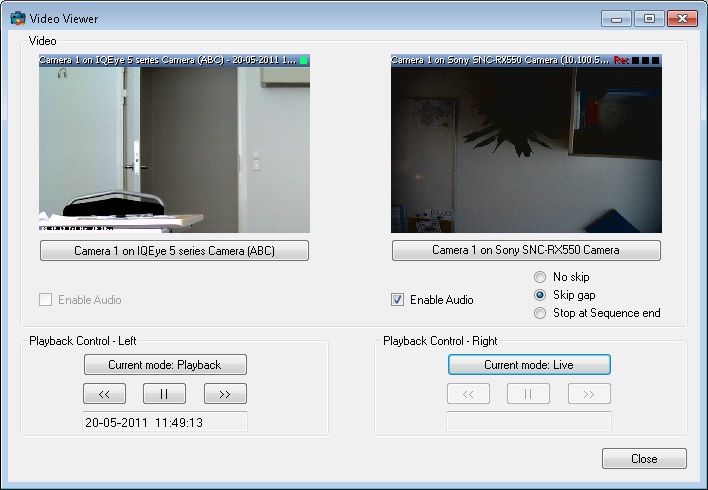 Video Viewer
Video
Camera 1 on IQEye 5 series Camera (ABC) - 20-05-2011 1...
Camera 1 on Sony SNC-RX550 Camera (10.100.5... Rec
Camera 1 on IQEye 5 series Camera (ABC)
Camera 1 on Sony SNC-RX550 Camera
No skip
Enable Audio
Enable Audio
Skip gap
Stop at Sequence end
Playback Control - Left
Playback Control - Right
Current mode: Playback
Current mode: Live
<< || >>
<< || >>
20-05-2011 11:49:13
Close